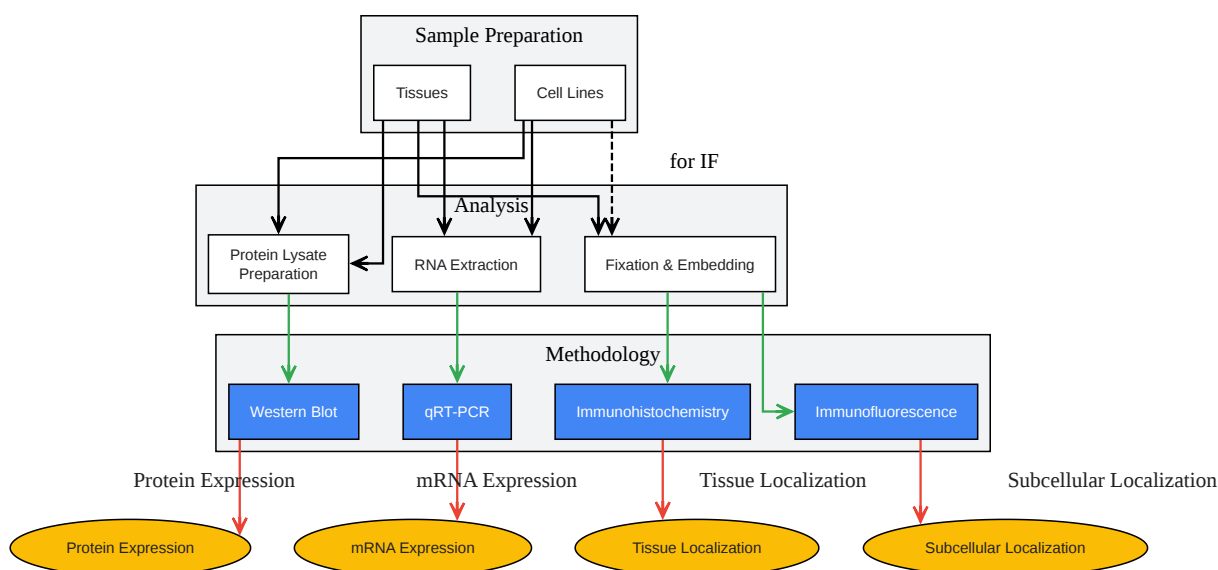 Sample Preparation
Tissues
Cell Lines
for IF
Analysis
Protein Lysate
Preparation
RNA Extraction
Fixation & Embedding
Methodology
Western Blot
qRT-PCR
Immunohistochemistry
Immunofluorescence
Protein Expression
mRNA Expression
Tissue Localization
Subcellular Localization
Protein Expression
mRNA Expression
Tissue Localization
Subcellular Localization